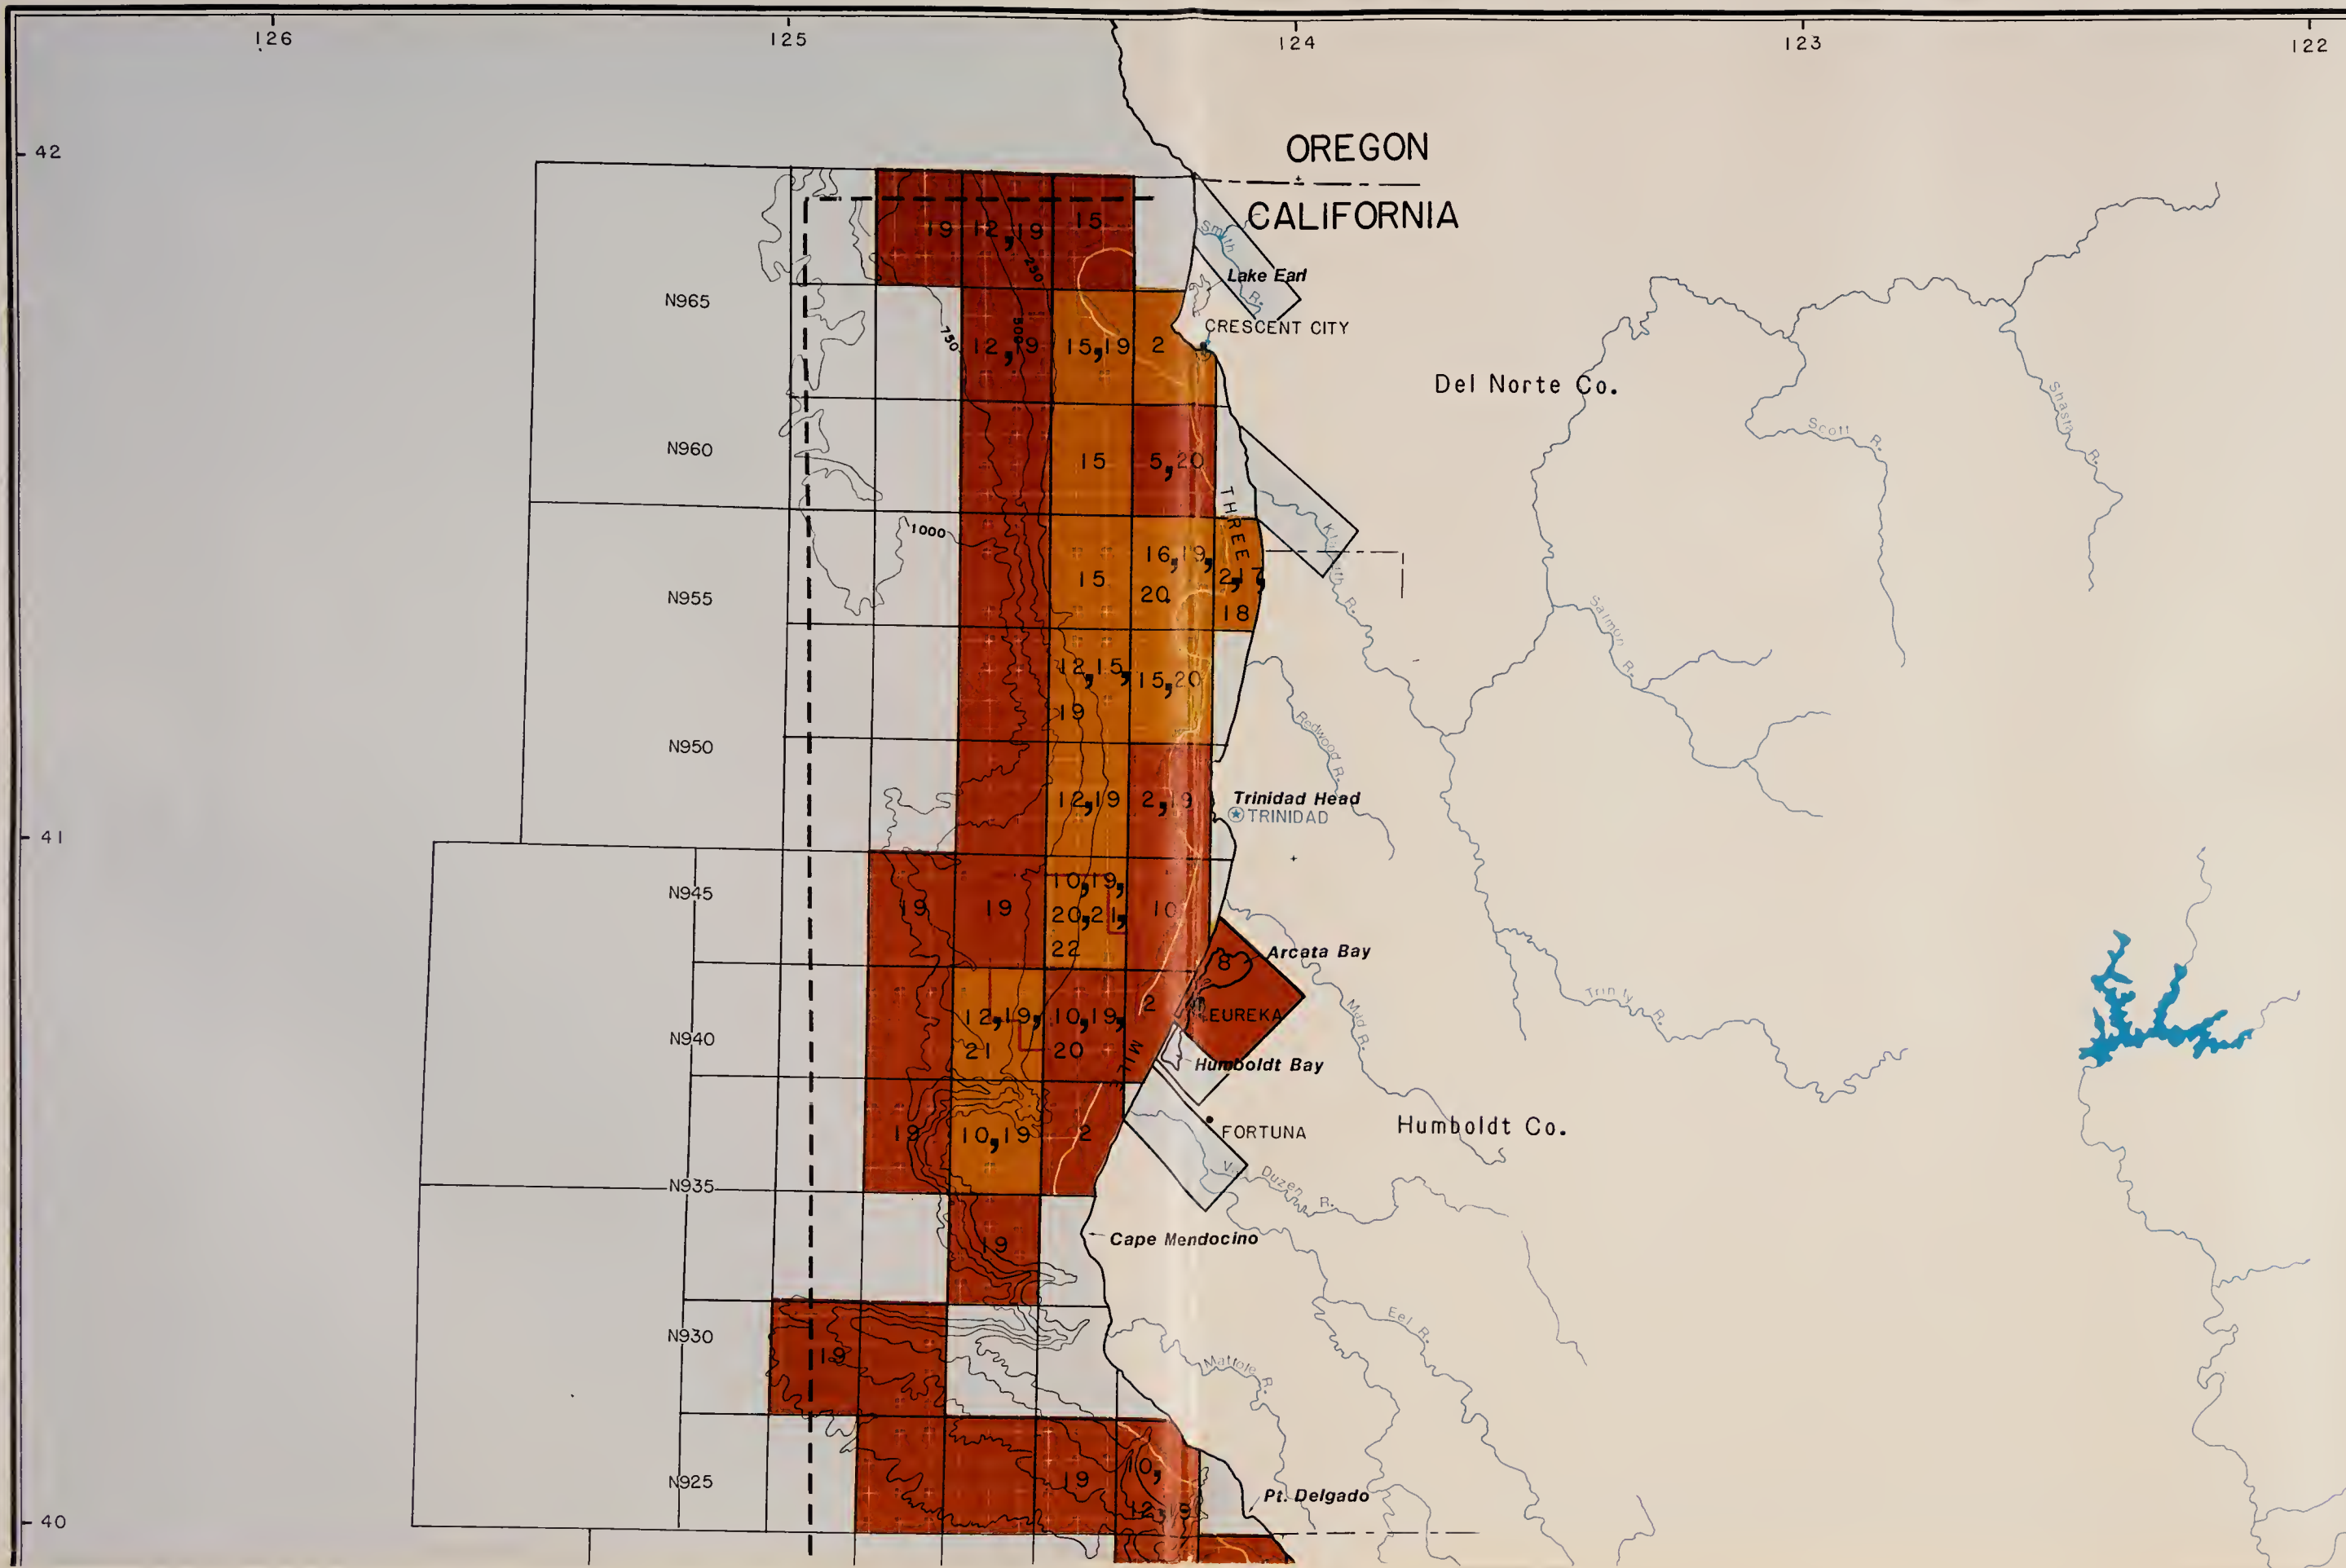 126 125 124 123 122
42
OREGON
CALIFORNIA
19 12,19 15
250
Smith R.
Lake Earl
N965
CRESCENT CITY
750 500
12,19 15,19 2
Del Norte Co.
Shasta R.
Scott R.
N960
15 5,20
THREE
1000
Klamath R.
16,19,
15 20
2,17,
18
N955
Salmon R.
12,15,
19
15,20
Redwood R.
N950
12,19 2,19
Trinidad Head
TRINIDAD
41
N945
19 19
10,19,
20,21,
22
10
8
Arcata Bay
Mad R.
Trinity R.
EUREKA
12,19,
21
10,19,
20
2
N940
MILE
Humboldt Bay
FORTUNA
Humboldt Co.
19 10,19 2
V. Duzen R.
N935
Cape Mendocino
19
Eel R.
N930
19
Mattole R.
N925
19
10,
12,19
Pt. Delgado
40